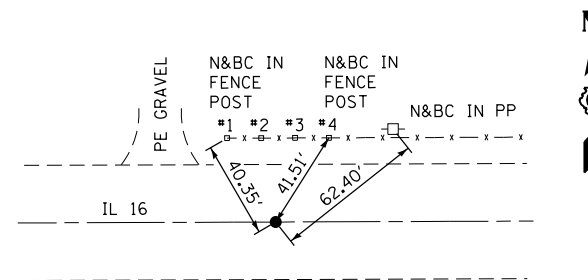 PE GRAVEL
N&BC IN
FENCE
POST
N&BC IN
FENCE
POST
N&BC IN PP
#1 #2 #3 #4
40.35'
41.51'
62.40'
IL 16